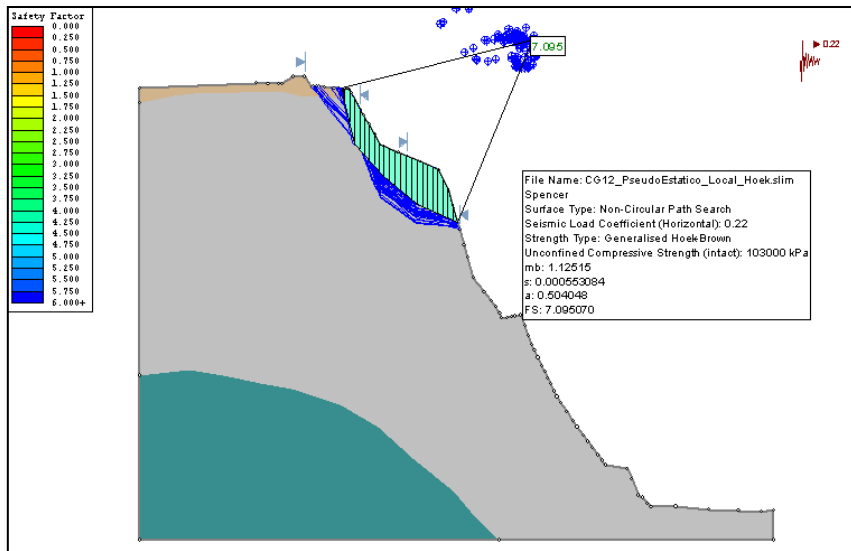 Safety Factor
0.000
0.250
0.500
0.750
1.000
1.250
1.500
1.750
2.000
2.250
2.500
2.750
3.000
3.250
3.500
3.750
4.000
4.250
4.500
4.750
5.000
5.250
5.500
5.750
6.000+
7.095
0.22
File Name: CG12_PseudoEstatico_Local_Hoek.slim
Spencer
Surface Type: Non-Circular Path Search
Seismic Load Coefficient (Horizontal): 0.22
Strength Type: Generalised Hoek-Brown
Unconfined Compressive Strength (intact): 103000 kPa
mb: 1.12515
s: 0.000553084
a: 0.504048
FS: 7.095070